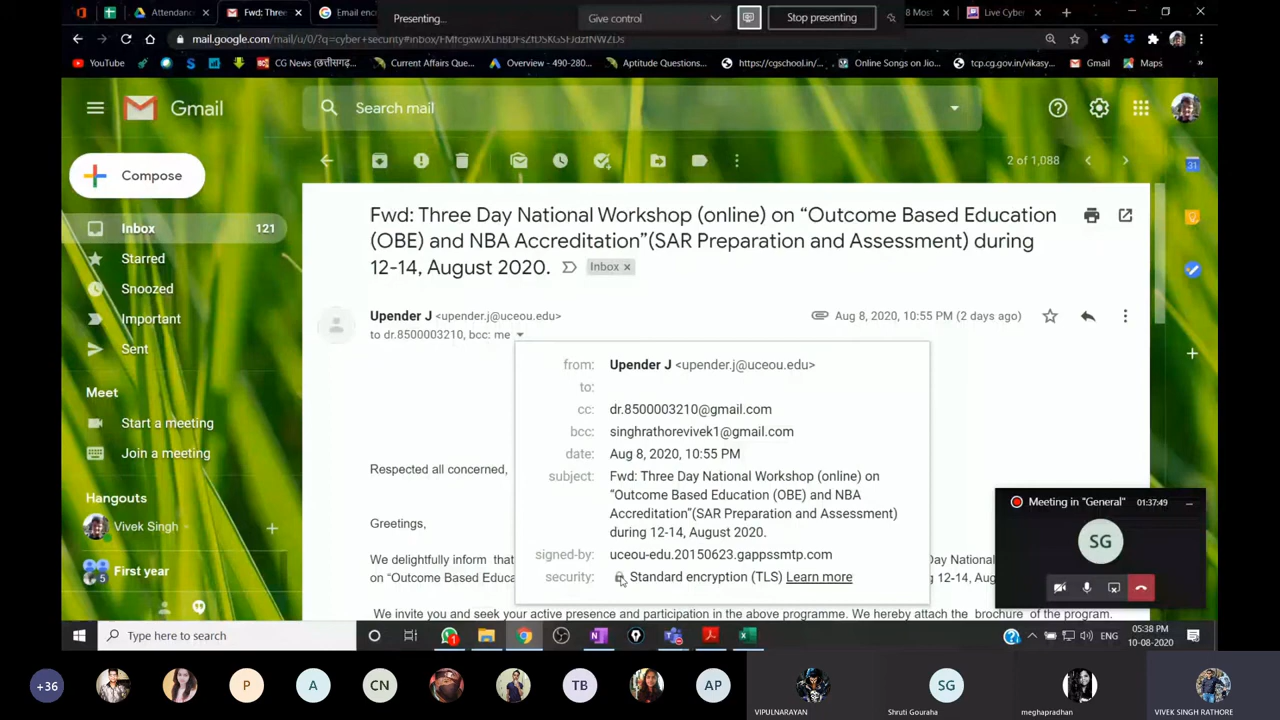 Attendanc
Fwd: Three
Email enc
Presenting...
Give control
Stop presenting
8 Most
Live Cyber
mail.google.com/mail/u/0/?q=cyber+security#inbox/
YouTube
CG News (छत्तीसगढ़...
Current Affairs Que...
Overview - 490-280...
Aptitude Questions...
https://cgschool.in/...
Online Songs on Jio...
tcp.cg.gov.in/vikasy...
Gmail
Maps
Gmail
Search mail
Compose
2 of 1,088
Inbox 121
Starred
Snoozed
Important
Sent
Meet
Start a meeting
Join a meeting
Hangouts
Vivek Singh
First year
5
Fwd: Three Day National Workshop (online) on “Outcome Based Education
(OBE) and NBA Accreditation”(SAR Preparation and Assessment) during
12-14, August 2020.
Inbox x
Upender J <upender.j@uceou.edu>
Aug 8, 2020, 10:55 PM (2 days ago)
to dr.8500003210, bcc: me
from: Upender J <upender.j@uceou.edu>
to:
cc: dr.8500003210@gmail.com
bcc: singhrathorevivek1@gmail.com
date: Aug 8, 2020, 10:55 PM
subject: Fwd: Three Day National Workshop (online) on
“Outcome Based Education (OBE) and NBA
Accreditation”(SAR Preparation and Assessment)
during 12-14, August 2020.
signed-by: uceou-edu.20150623.gappssmtp.com
security: Standard encryption (TLS) Learn more
Respected all concerned,
Greetings,
We delightfully inform that
Day National
on “Outcome Based Educa
12-14, August
We invite you and seek your active presence and participation in the above programme. We hereby attach the brochure of the program.
31
Meeting in "General" 01:37:49
SG
Type here to search
1
ENG
05:38 PM
10-08-2020
+36
P
A
CN
TB
AP
VIPULNARAYAN
SG
Shruti Gouraha
meghapradhan
VIVEK SINGH RATHORE